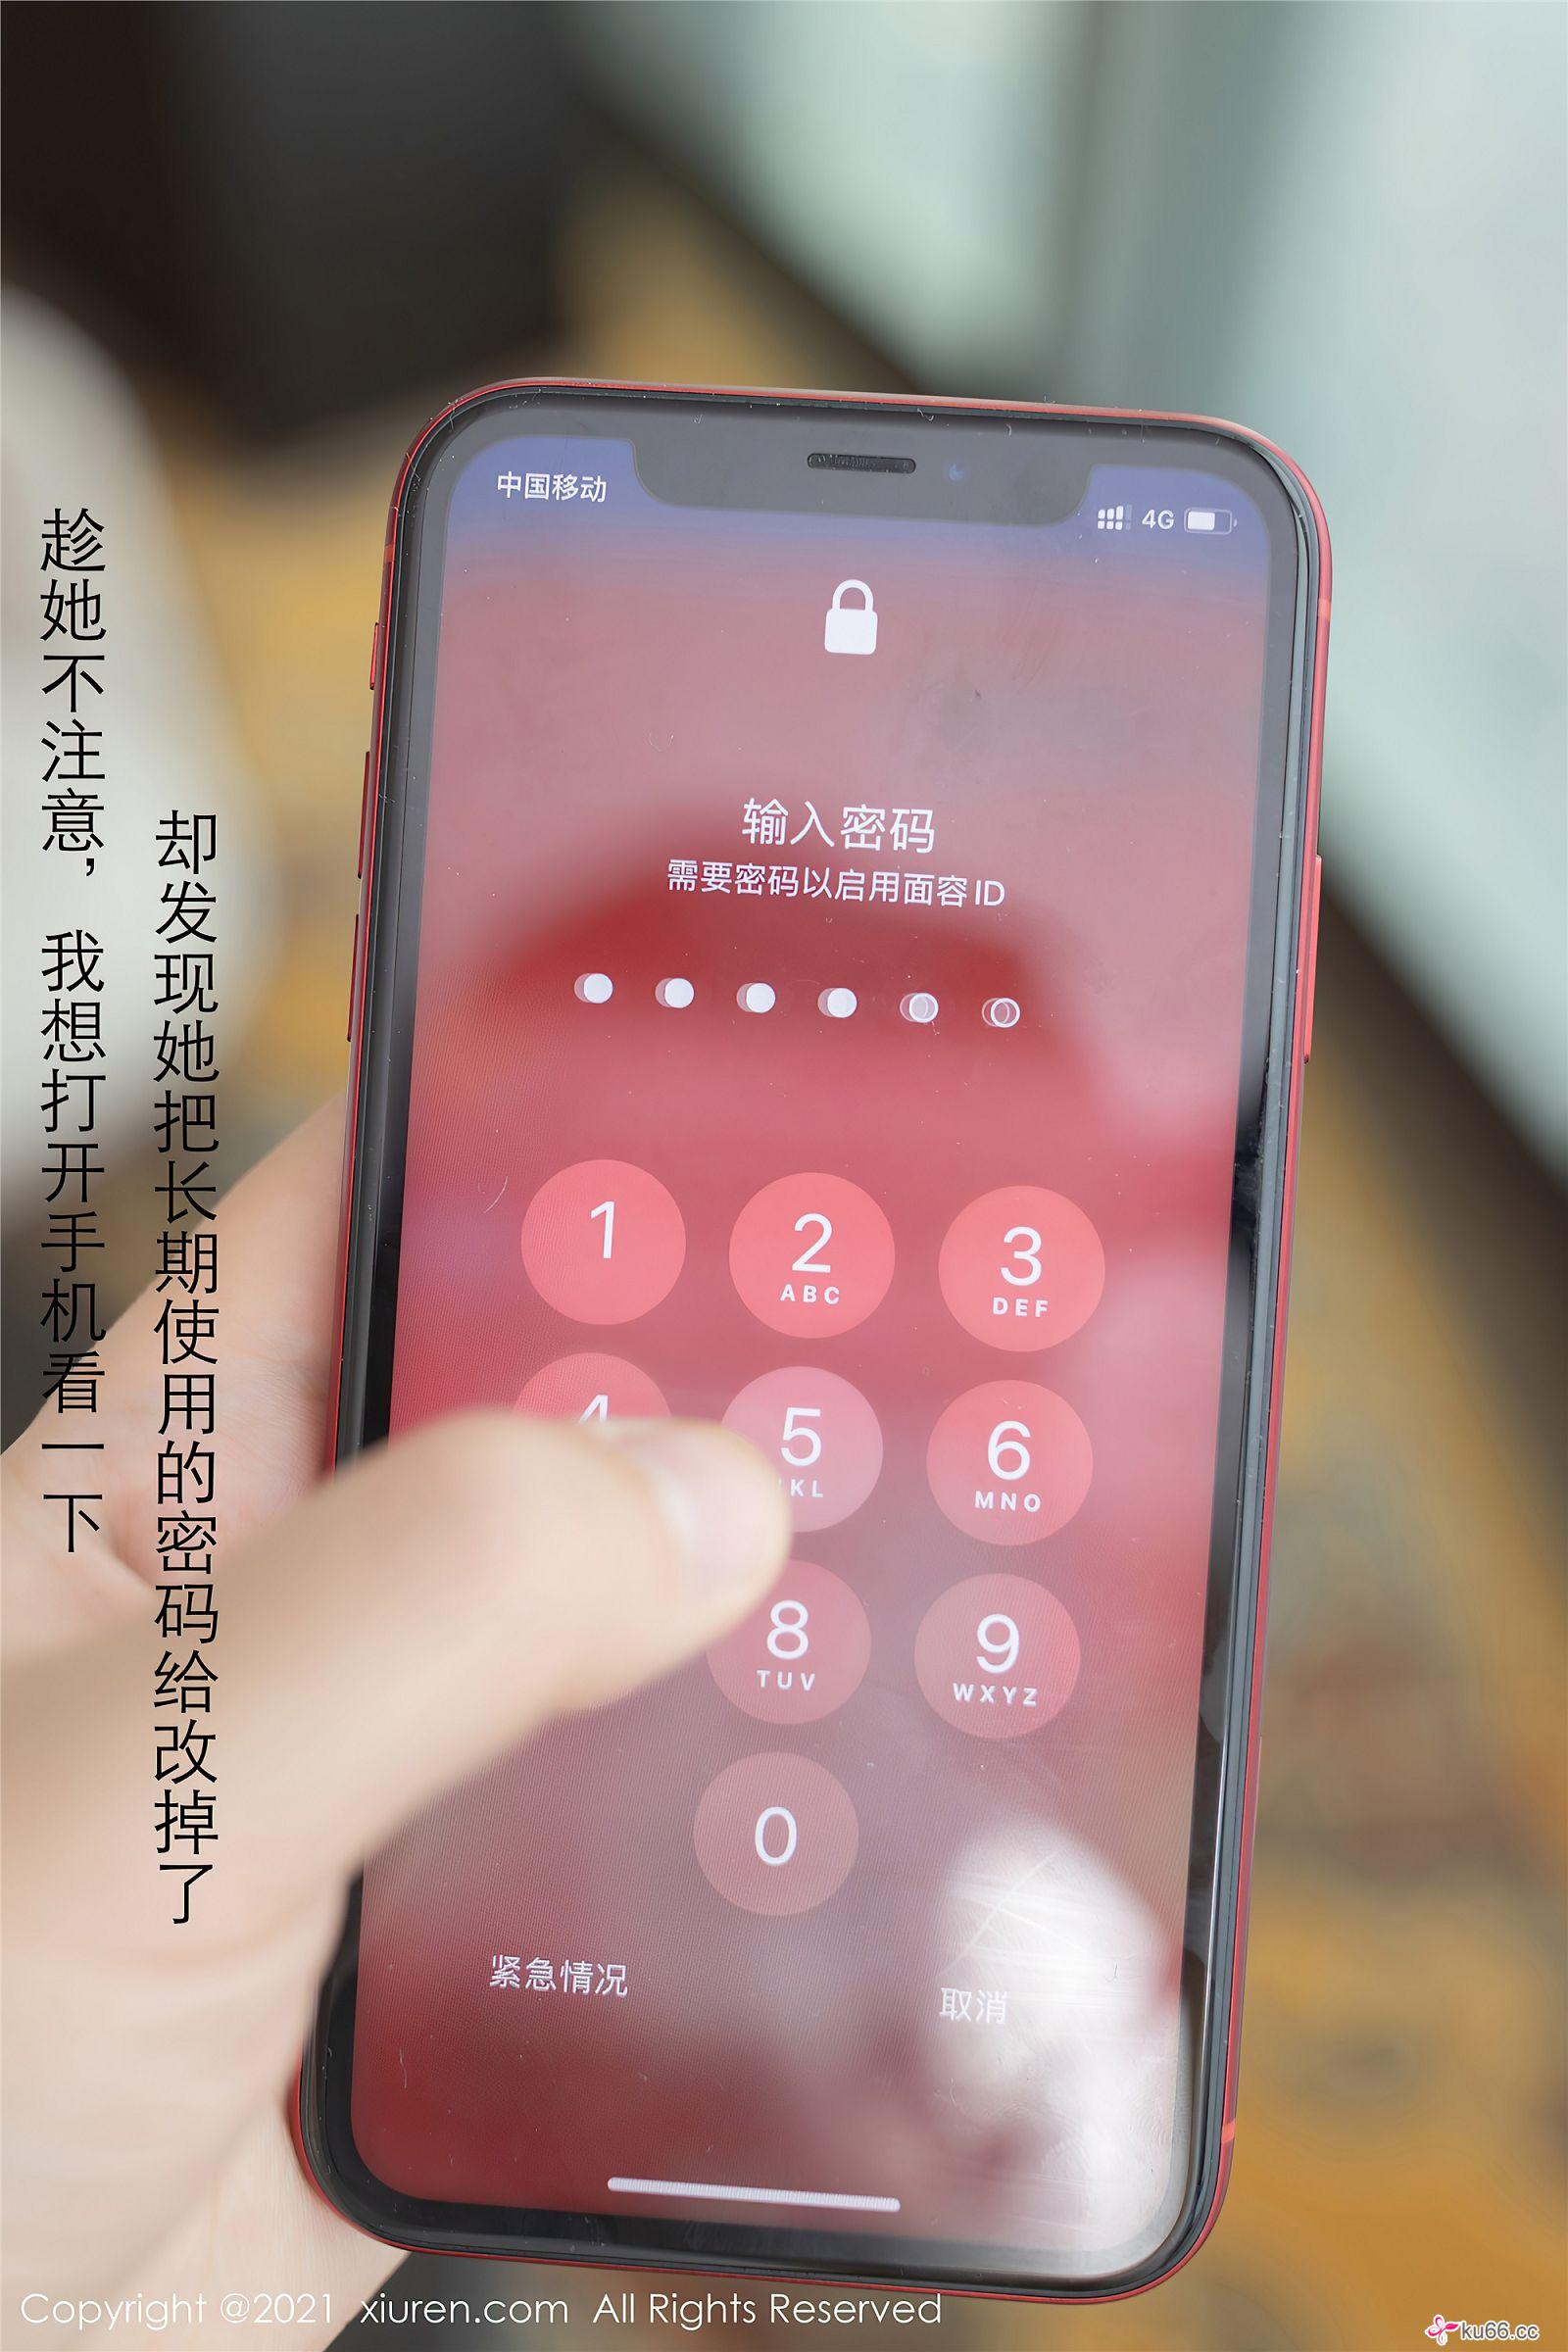 趁她不注意，我想打开手机看一下
却发现她把长期使用的密码给改掉了
中国移动
4G
输入密码
需要密码以启用面容ID
1
2
ABC
3
DEF
4
5
KL
6
MNO
8
TUV
9
WXYZ
0
紧急情况
取消
Copyright @2021 xiuren.com All Rights Reserved
ku66.cc